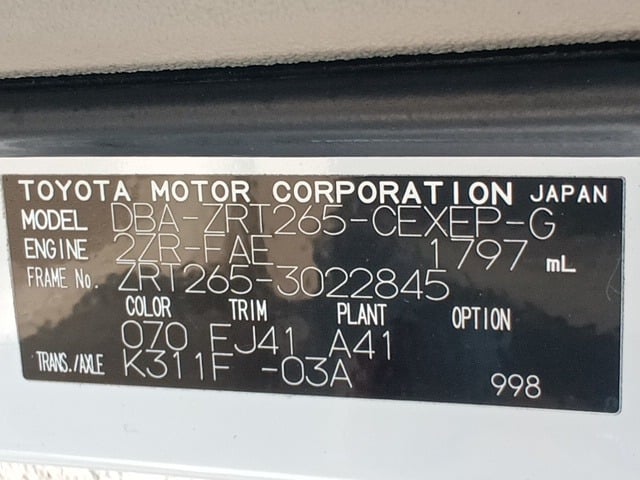 TOYOTA MOTOR CORPORATION JAPAN
MODEL DBA-ZRT265-CEXEP-G
ENGINE 2ZR-FAE 1797 mL
FRAME No. ZRT265-3022845
COLOR TRIM PLANT OPTION
070 FJ41 A41
TRANS./AXLE K311F -03A
998